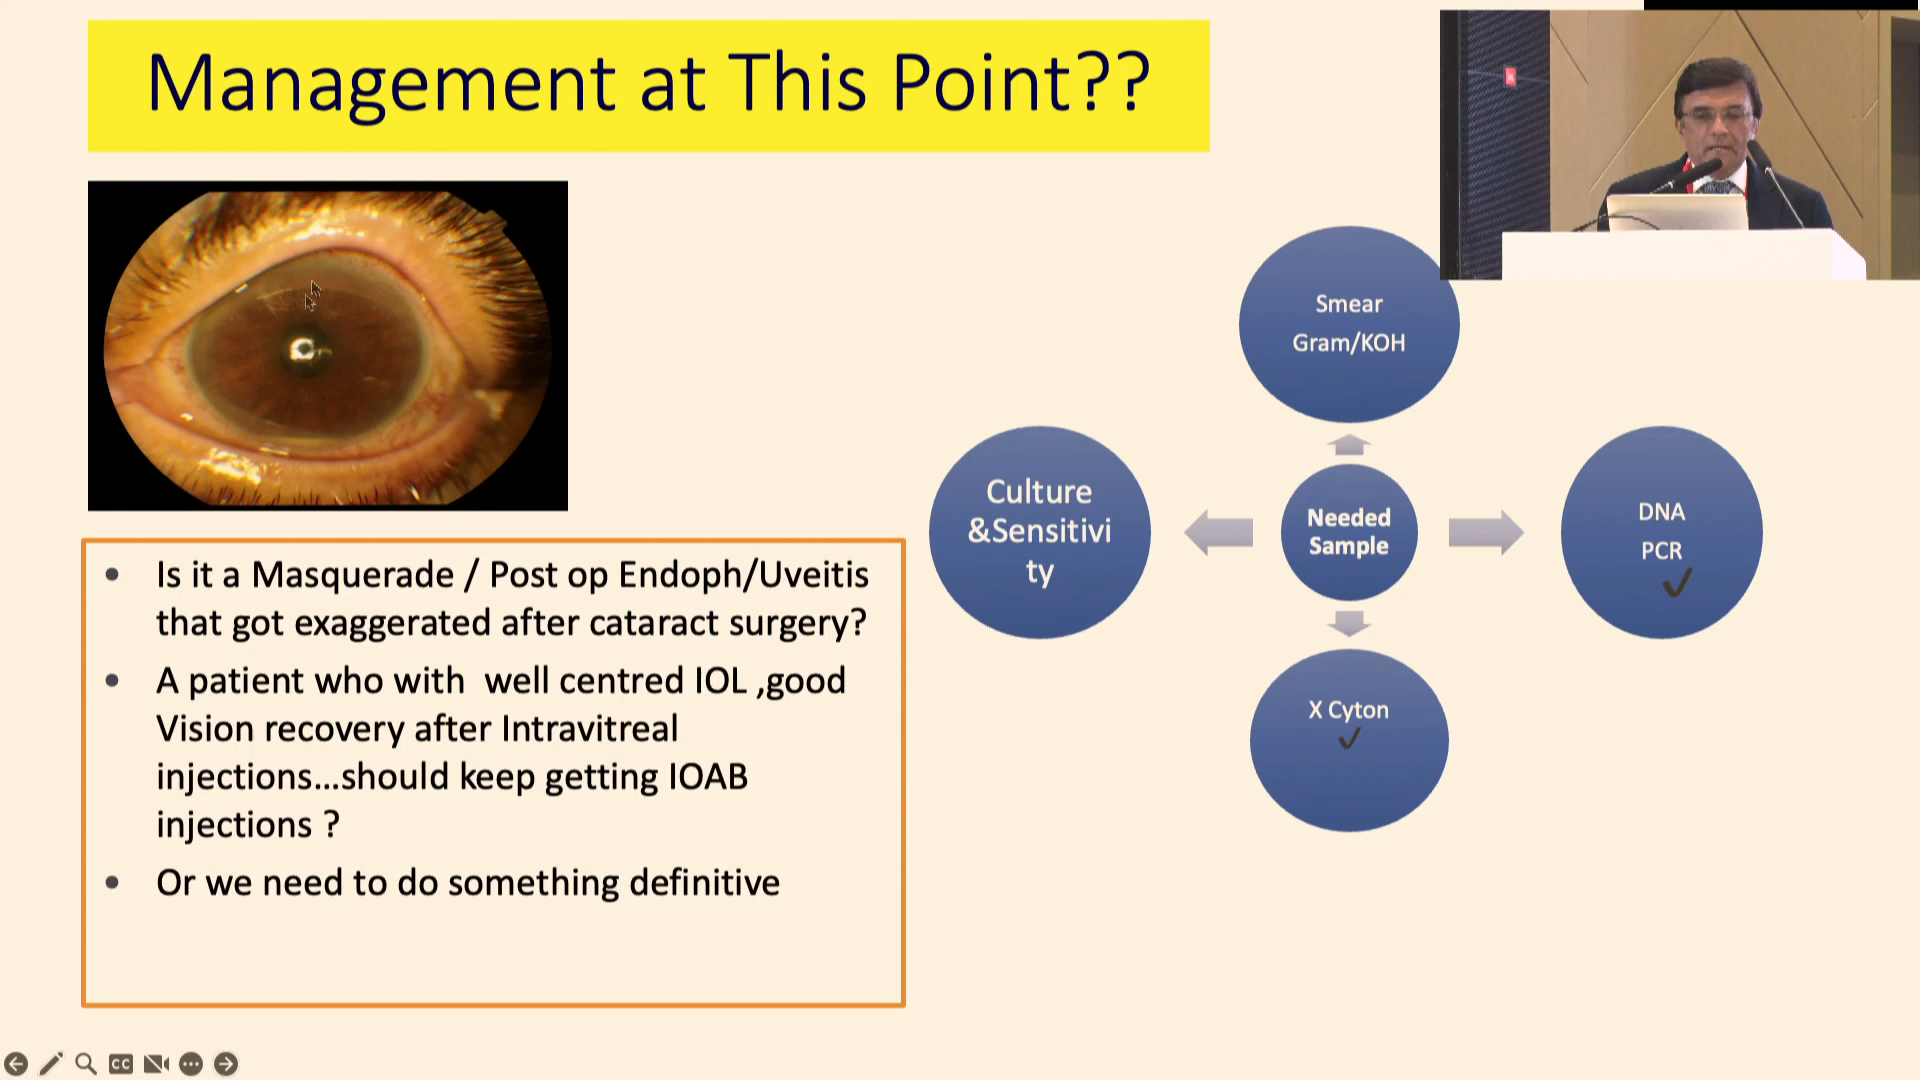 Management at This Point??
Is it a Masquerade / Post op Endoph/Uveitis
that got exaggerated after cataract surgery?
A patient who with well centred IOL ,good
Vision recovery after Intravitreal
injections...should keep getting IOAB
injections ?
Or we need to do something definitive
Smear
Gram/KOH
Culture
&Sensitivi
ty
Needed
Sample
DNA
PCR
X Cyton
CC